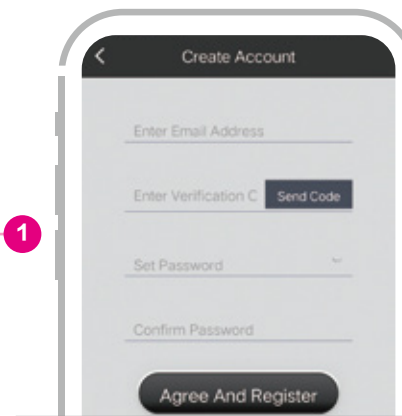 Create Account
Enter Email Address
Enter Verification C
Send Code
1
Set Password
Confirm Password
Agree And Register